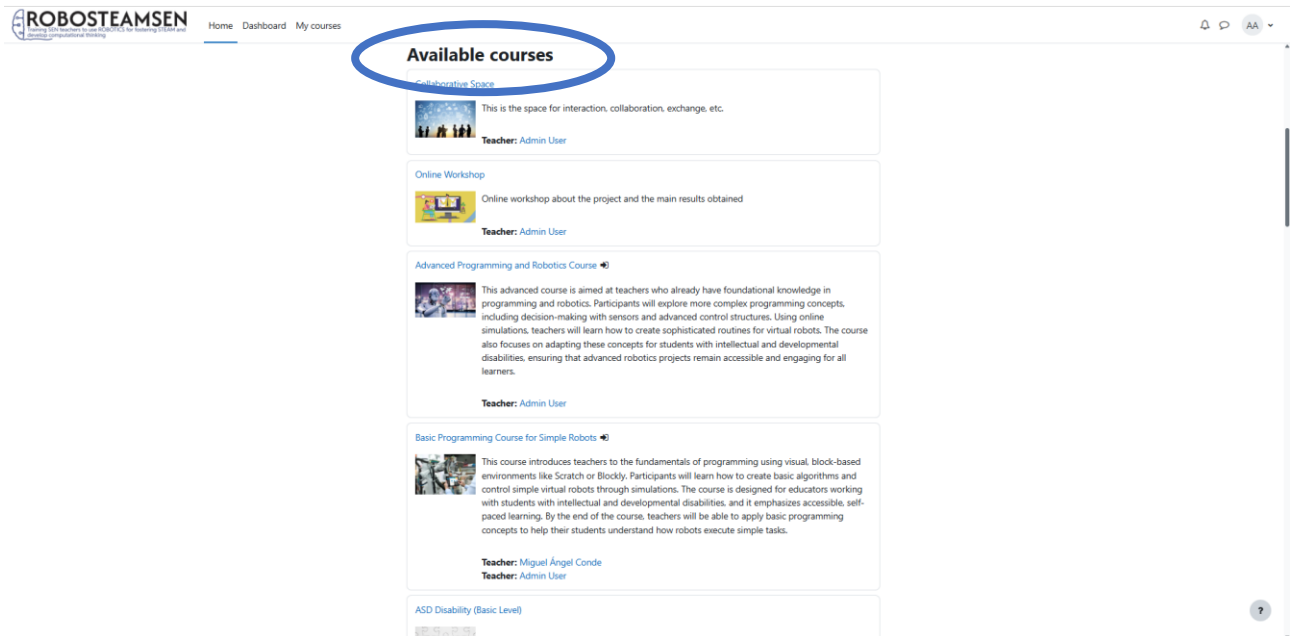 ROBOSTEAMSEN
Training SEN teachers to use ROBOTICS for fostering STEAM and
develop computational thinking
Home Dashboard My courses
AA
Available courses
Collaborative Space
This is the space for interaction, collaboration, exchange, etc.
Teacher: Admin User
Online Workshop
Online workshop about the project and the main results obtained
Teacher: Admin User
Advanced Programming and Robotics Course
This advanced course is aimed at teachers who already have foundational knowledge in
programming and robotics. Participants will explore more complex programming concepts,
including decision-making with sensors and advanced control structures. Using online
simulations, teachers will learn how to create sophisticated routines for virtual robots. The course
also focuses on adapting these concepts for students with intellectual and developmental
disabilities, ensuring that advanced robotics projects remain accessible and engaging for all
learners.
Teacher: Admin User
Basic Programming Course for Simple Robots
This course introduces teachers to the fundamentals of programming using visual, block-based
environments like Scratch or Blockly. Participants will learn how to create basic algorithms and
control simple virtual robots through simulations. The course is designed for educators working
with students with intellectual and developmental disabilities, and it emphasizes accessible, self-
paced learning. By the end of the course, teachers will be able to apply basic programming
concepts to help their students understand how robots execute simple tasks.
Teacher: Miguel Ángel Conde
Teacher: Admin User
ASD Disability (Basic Level)
?